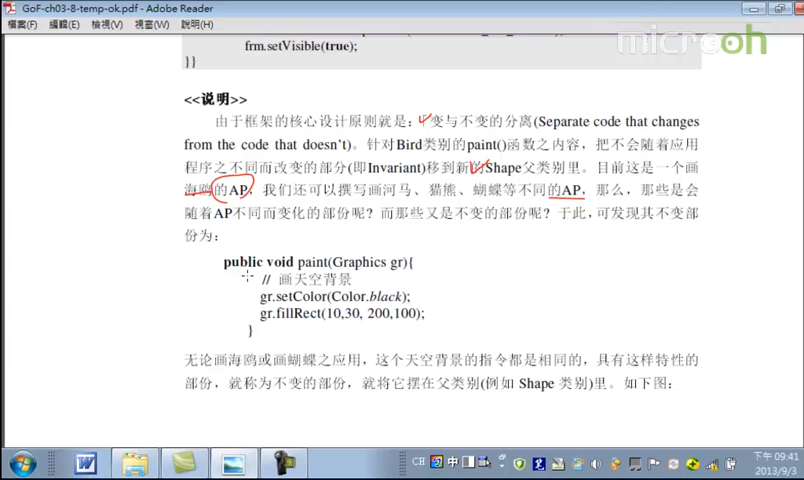 GoF-ch03-8-temp-ok.pdf - Adobe Reader
檔案(F) 編輯(E) 檢視(V) 視窗(W) 說明(H)
microoh
frm.setVisible(true);
}}
<<说明>>
由于框架的核心设计原则就是：变与不变的分离(Separate code that changes
from the code that doesn't)。针对 Bird类别的paint()函数之内容，把不会随着应用
程序之不同而改变的部分(即Invariant)移到新的Shape父类别里。目前这是一个画
海鸥的AP，我们还可以撰写画河马、猫熊、蝴蝶等不同的AP，那么，那些是会
随着AP不同而变化的部份呢？而那些又是不变的部份呢？于此，可发现其不变部
份为：
public void paint(Graphics gr){
// 画天空背景
gr.setColor(Color.black);
gr.fillRect(10,30, 200,100);
}
无论画海鸥或画蝴蝶之应用，这个天空背景的指令都是相同的，具有这样特性的
部份，就称为不变的部份，就将它摆在父类别(例如 Shape 类别)里。如下图：
CH 中
下午 09:41
2013/9/3